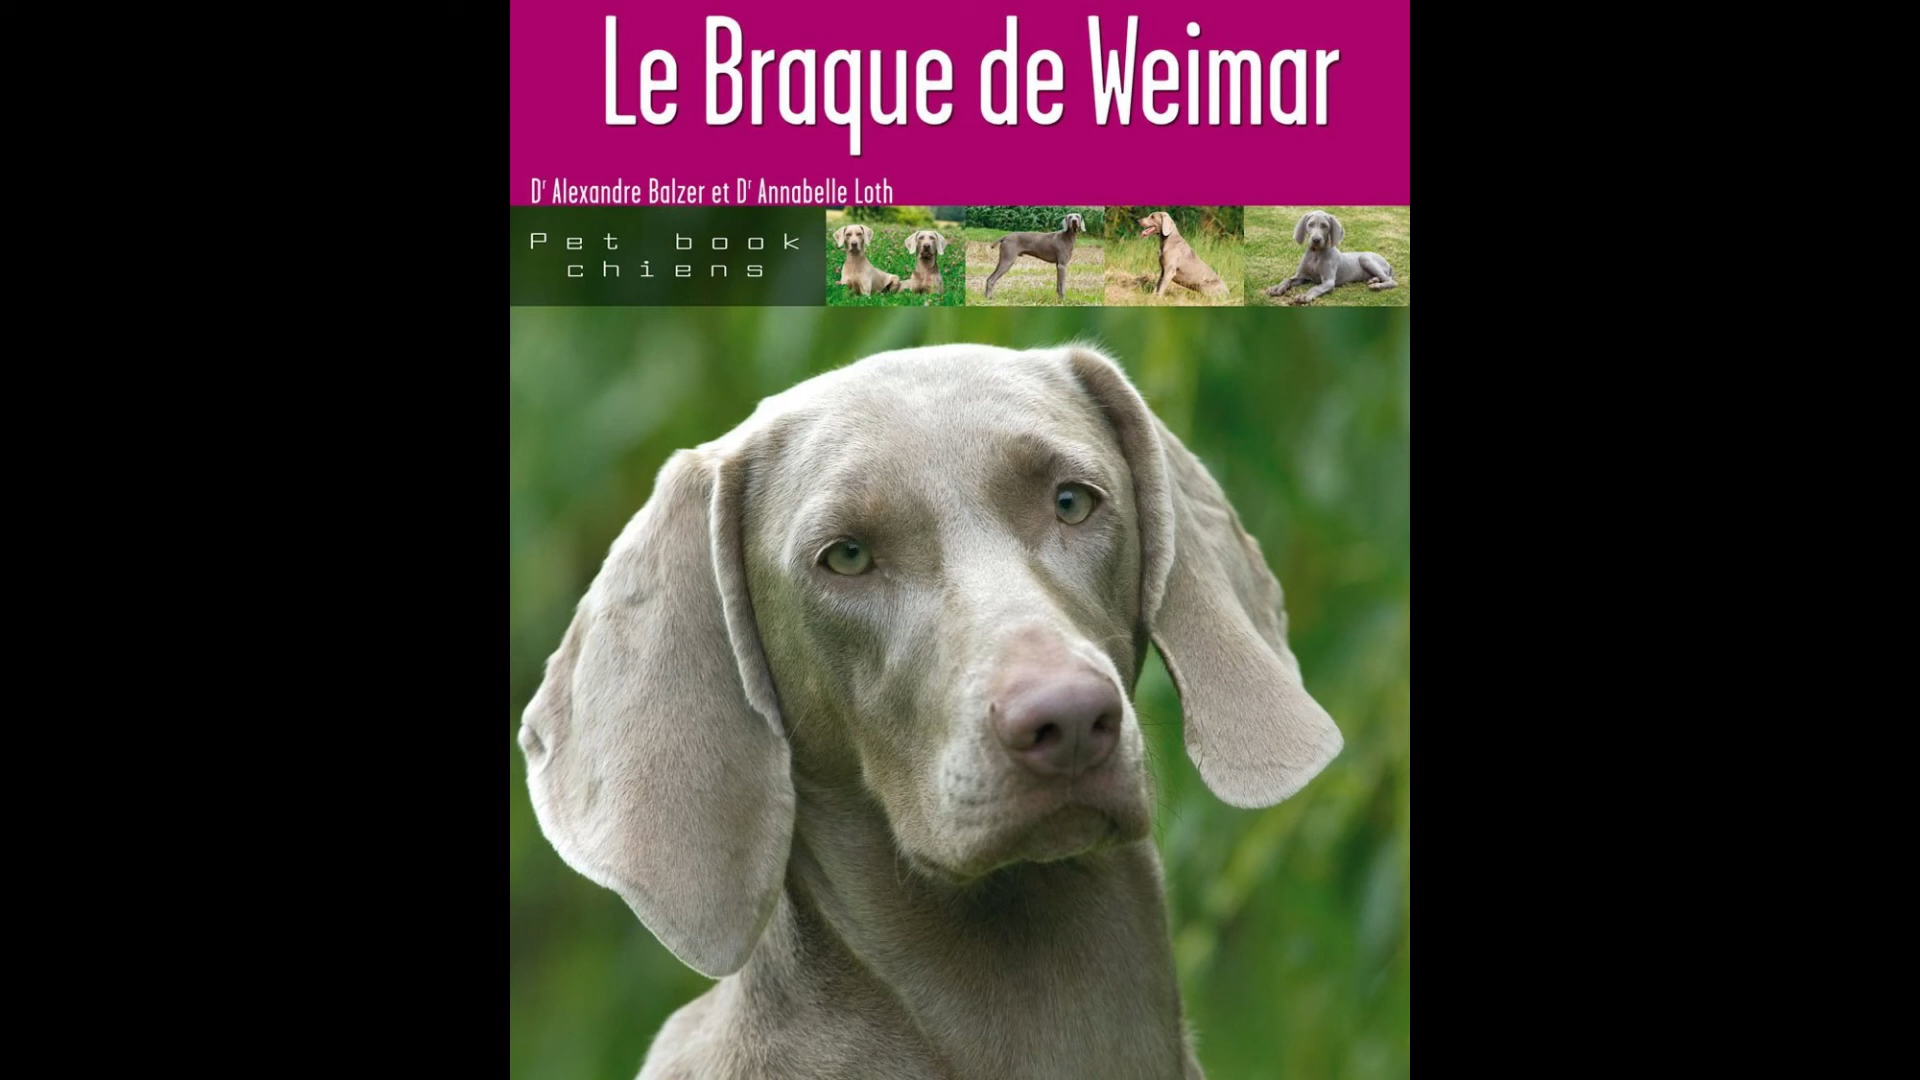 Le Braque de Weimar
Dr Alexandre Balzer et Dr Annabelle Loth
Pet book
chiens